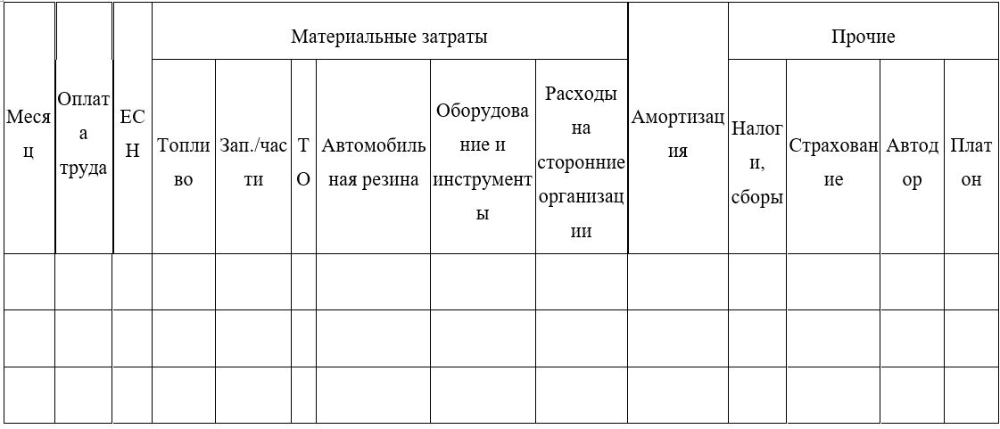 Месяц
Оплата
труда
ЕСН
Материальные затраты
Топливо
Зап./части
ТО
Автомобильная резина
Оборудование и
инструменты
Расходы
на
сторонние
организации
Амортизация
Прочие
Налоги,
сборы
Страхование
Автодор
Платон